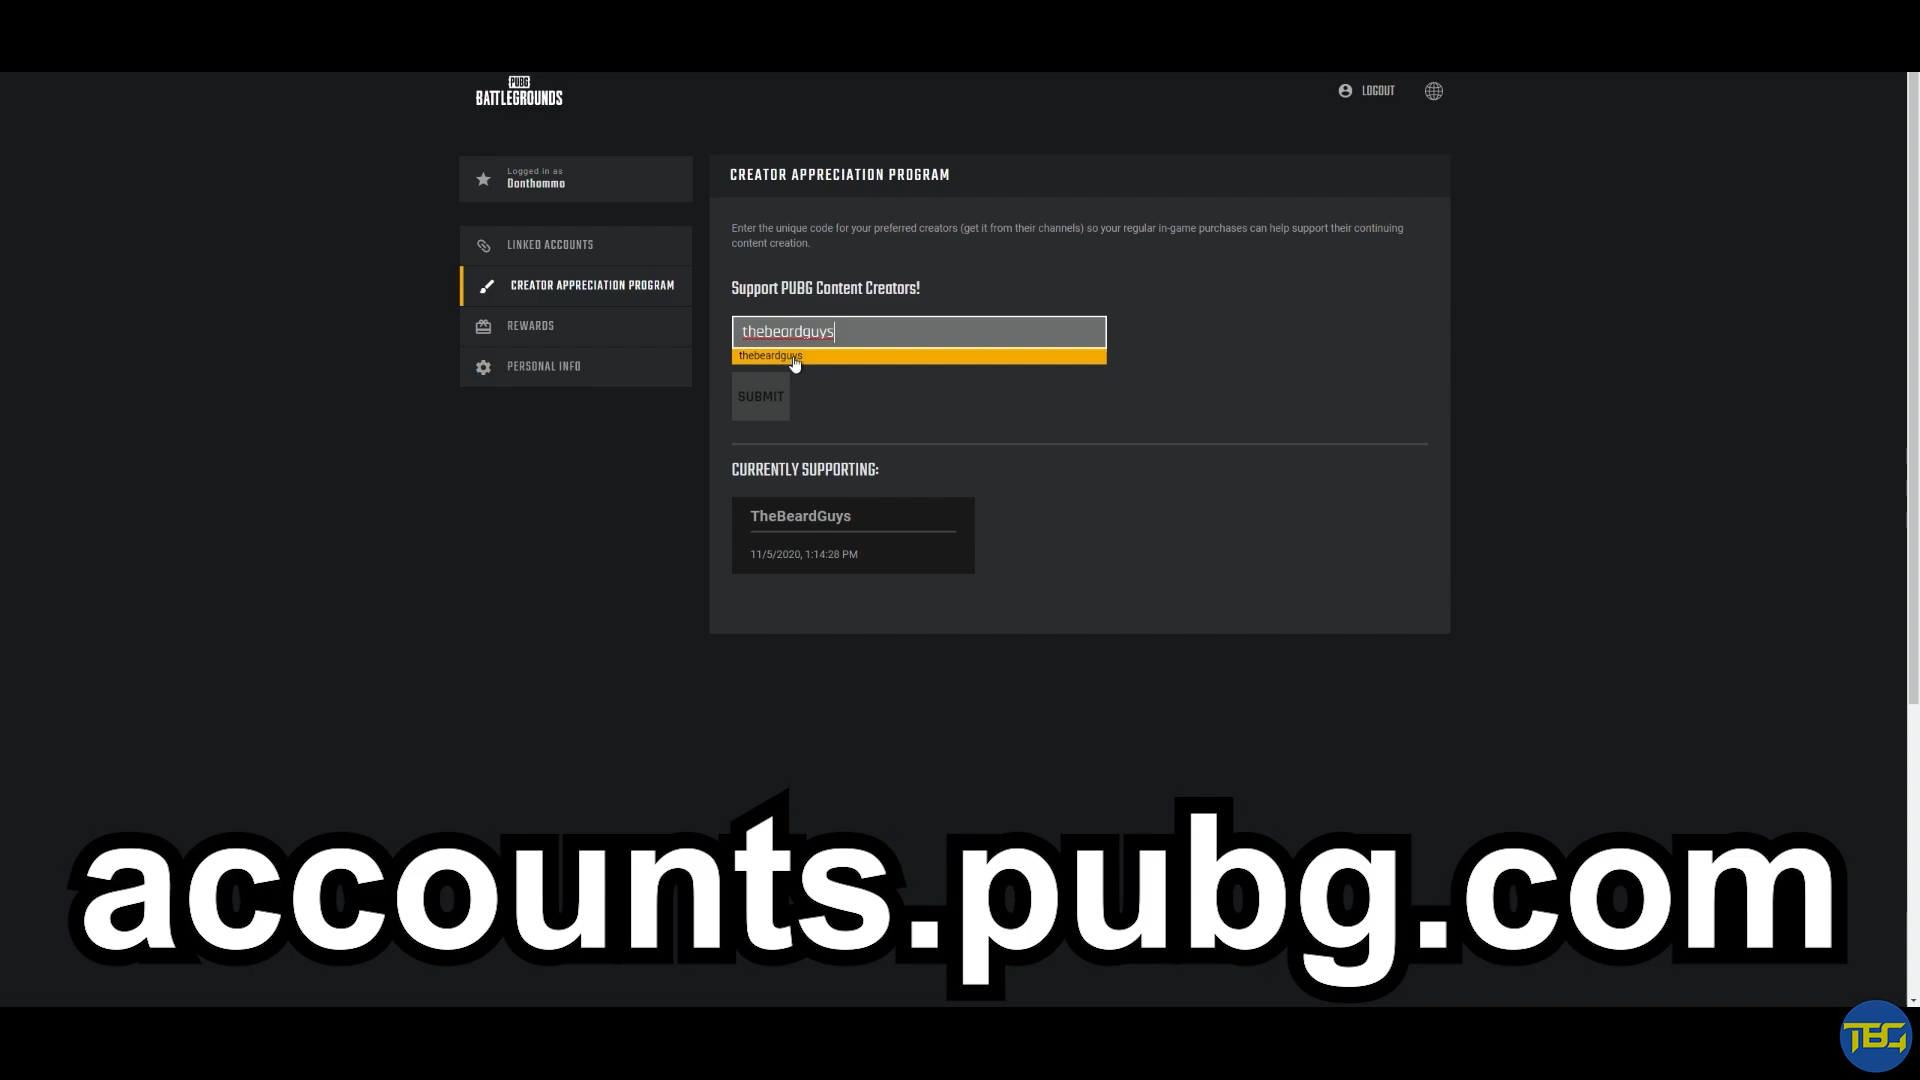 PUBG
BATTLEGROUNDS
LOGOUT
Logged in as
Donthommo
LINKED ACCOUNTS
CREATOR APPRECIATION PROGRAM
REWARDS
PERSONAL INFO
CREATOR APPRECIATION PROGRAM
Enter the unique code for your preferred creators (get it from their channels) so your regular in-game purchases can help support their continuing
content creation.
Support PUBG Content Creators!
thebeardguys
thebeardguys
SUBMIT
CURRENTLY SUPPORTING:
TheBeardGuys
11/5/2020, 1:14:28 PM
accounts.pubg.com
TBG